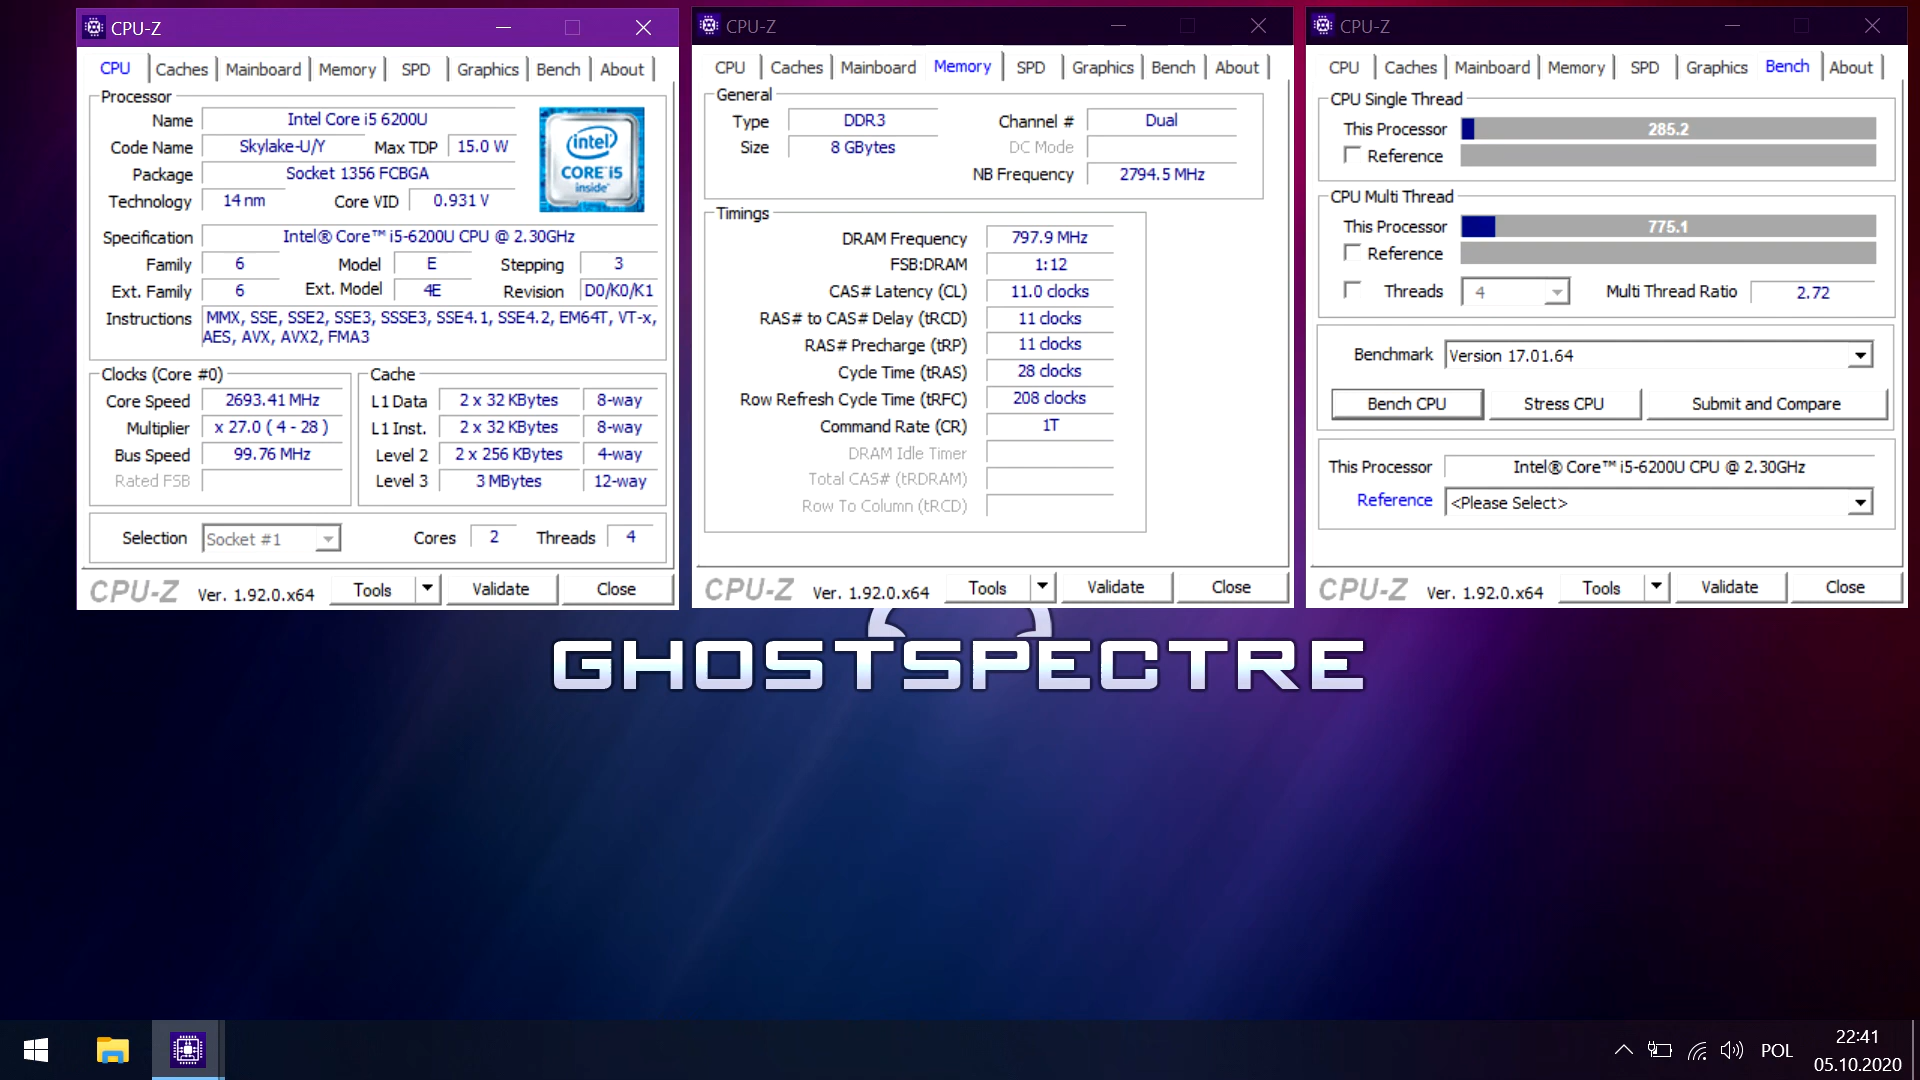 CPU-Z
CPU Caches Mainboard Memory SPD Graphics Bench About
Processor
Name Intel Core i5 6200U
Code Name Skylake-U/Y Max TDP 15.0 W
Package Socket 1356 FCBGA
Technology 14 nm Core VID 0.931 V
intel CORE i5 inside
Specification Intel® Core™ i5-6200U CPU @ 2.30GHz
Family 6 Model E Stepping 3
Ext. Family 6 Ext. Model 4E Revision D0/K0/K1
Instructions MMX, SSE, SSE2, SSE3, SSSE3, SSE4.1, SSE4.2, EM64T, VT-x,
AES, AVX, AVX2, FMA3
Clocks (Core #0)
Core Speed 2693.41 MHz
Multiplier x 27.0 ( 4 - 28 )
Bus Speed 99.76 MHz
Rated FSB
Cache
L1 Data 2 x 32 KBytes 8-way
L1 Inst. 2 x 32 KBytes 8-way
Level 2 2 x 256 KBytes 4-way
Level 3 3 MBytes 12-way
Selection Socket #1 Cores 2 Threads 4
CPU-Z Ver. 1.92.0.x64 Tools Validate Close
CPU-Z
CPU Caches Mainboard Memory SPD Graphics Bench About
General
Type DDR3 Channel # Dual
Size 8 GBytes DC Mode
NB Frequency 2794.5 MHz
Timings
DRAM Frequency 797.9 MHz
FSB:DRAM 1:12
CAS# Latency (CL) 11.0 clocks
RAS# to CAS# Delay (tRCD) 11 clocks
RAS# Precharge (tRP) 11 clocks
Cycle Time (tRAS) 28 clocks
Row Refresh Cycle Time (tRFC) 208 clocks
Command Rate (CR) 1T
DRAM Idle Timer
Total CAS# (tRDRAM)
Row To Column (tRCD)
CPU-Z Ver. 1.92.0.x64 Tools Validate Close
CPU-Z
CPU Caches Mainboard Memory SPD Graphics Bench About
CPU Single Thread
This Processor 285.2
Reference
CPU Multi Thread
This Processor 775.1
Reference
Threads 4 Multi Thread Ratio 2.72
Benchmark Version 17.01.64
Bench CPU Stress CPU Submit and Compare
This Processor Intel® Core™ i5-6200U CPU @ 2.30GHz
Reference <Please Select>
CPU-Z Ver. 1.92.0.x64 Tools Validate Close
GHOSTSPECTRE
POL
22:41
05.10.2020